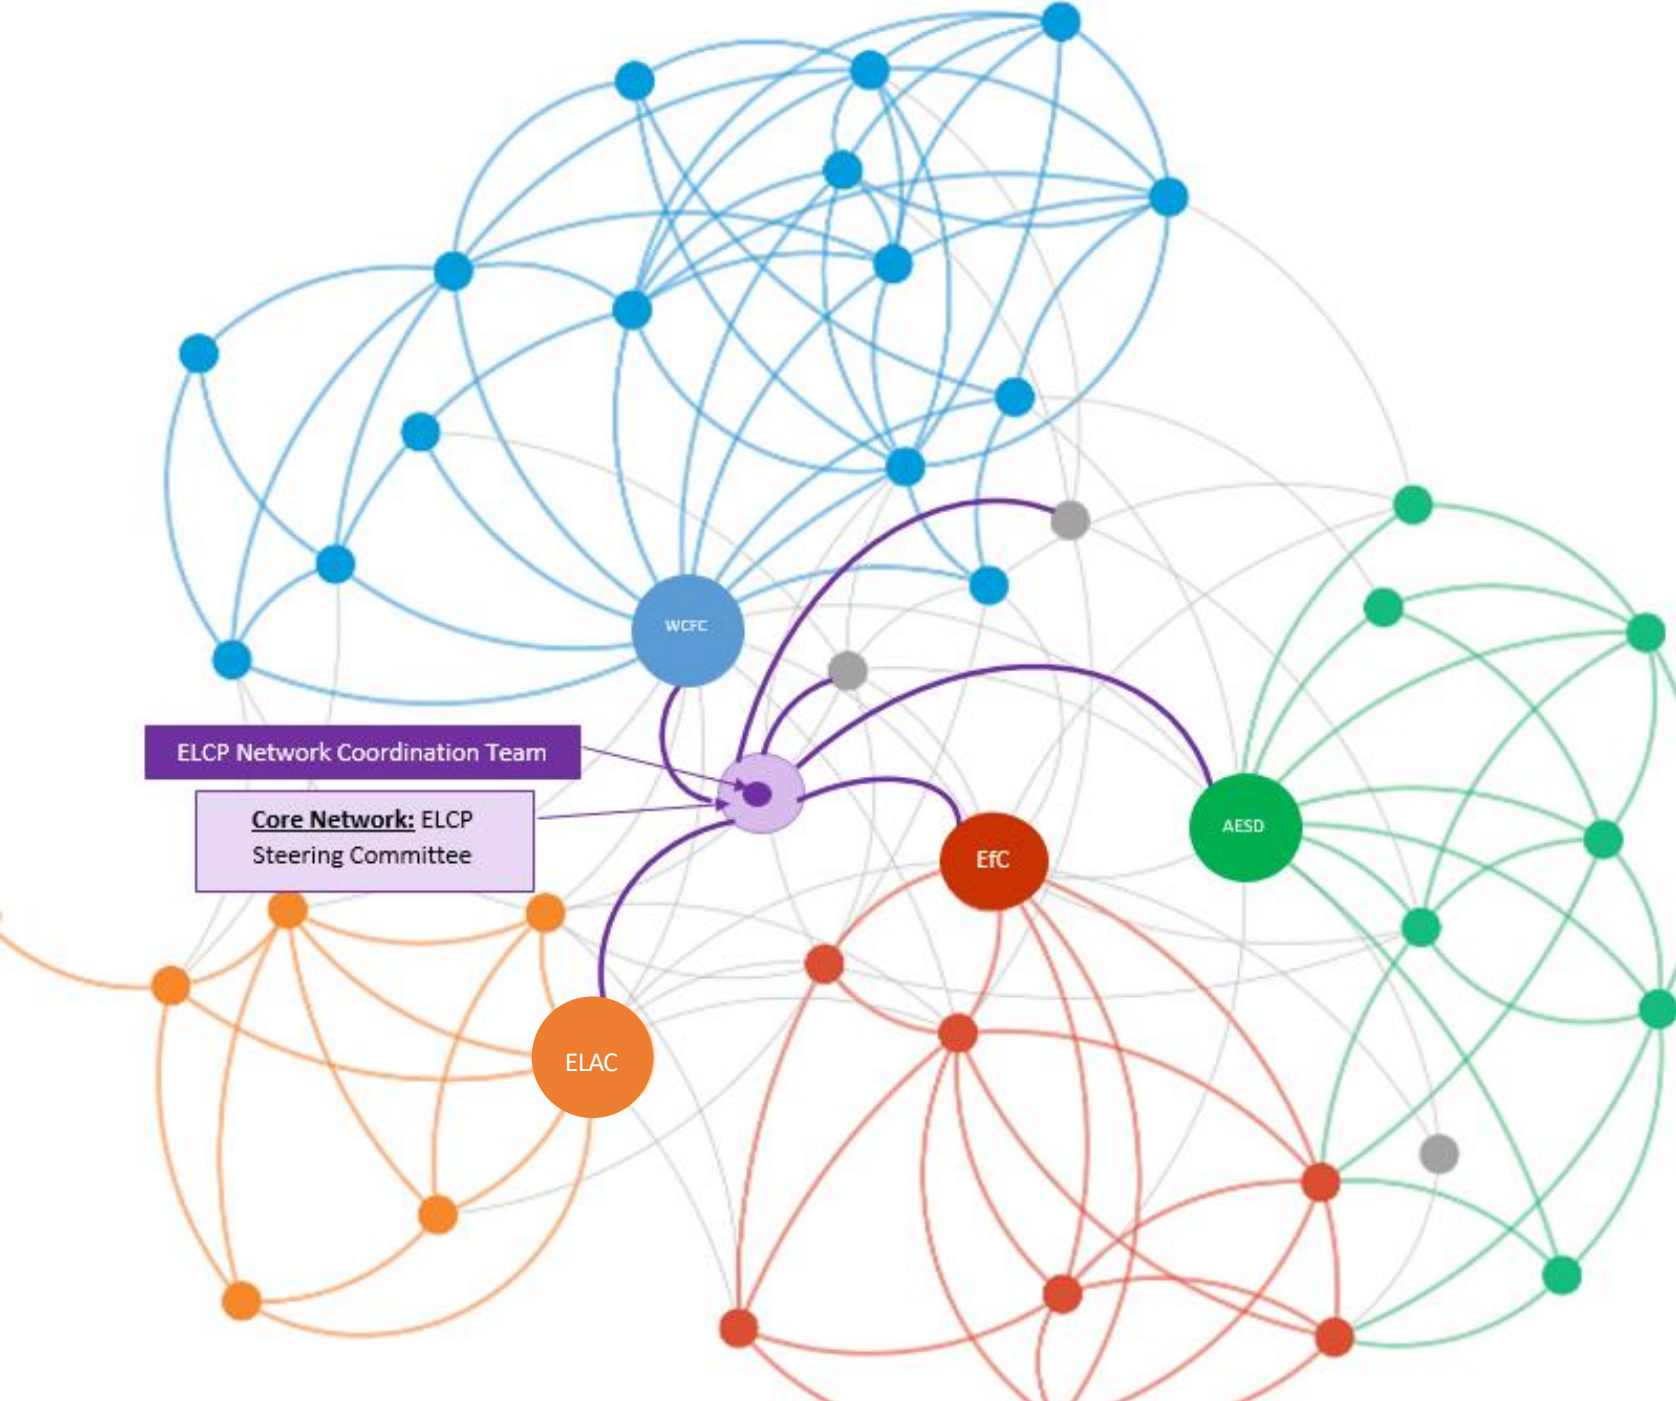 WCFC
ELCP Network Coordination Team
Core Network: ELCP
Steering Committee
AESD
EfC
ELAC